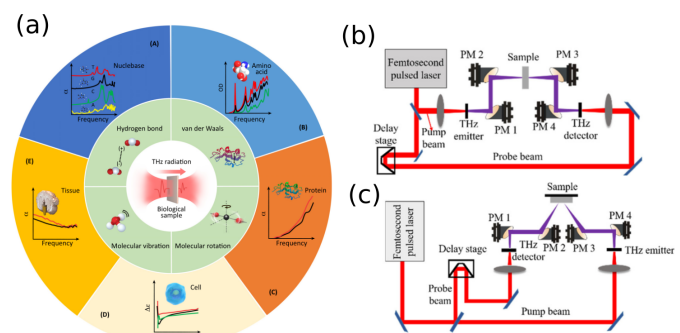 (a)
(A)
Nuclebase
α
Frequency
Amino
acid
OD
Frequency
(B)
Hydrogen bond
van der Waals
THz radiation
Biological
sample
Molecular vibration
Molecular rotation
(E)
Tissue
α
Frequency
Protein
α
Frequency
(C)
Cell
Δε
Frequency
(D)
(b)
Femtosecond
pulsed laser
PM 2
Sample
PM 3
PM 1
PM 4
THz
emitter
THz
detector
Pump
beam
Delay
stage
Probe beam
(c)
Femtosecond
pulsed laser
Sample
PM 1
PM 2
PM 3
PM 4
THz
detector
THz emitter
Delay stage
Probe
beam
Pump beam